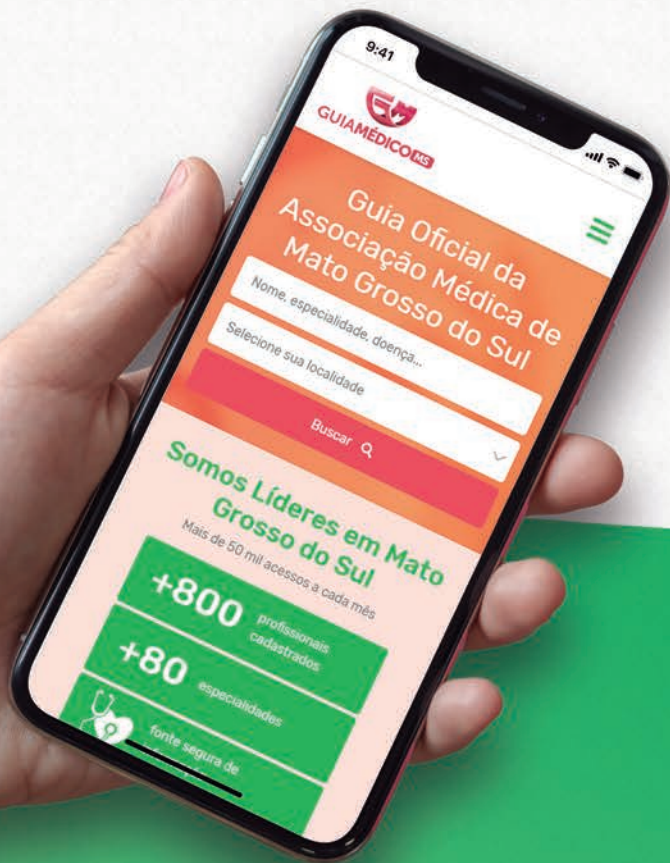 9:41
GM
GUIAMÉDICO MS
Guia Oficial da
Associação Médica de
Mato Grosso do Sul
Nome, especialidade, doença...
Selecione sua localidade
Buscar
Somos Líderes em Mato
Grosso do Sul
Mais de 50 mil acessos a cada mês
+800 profissionais
cadastrados
+80 especialidades
fonte segura de